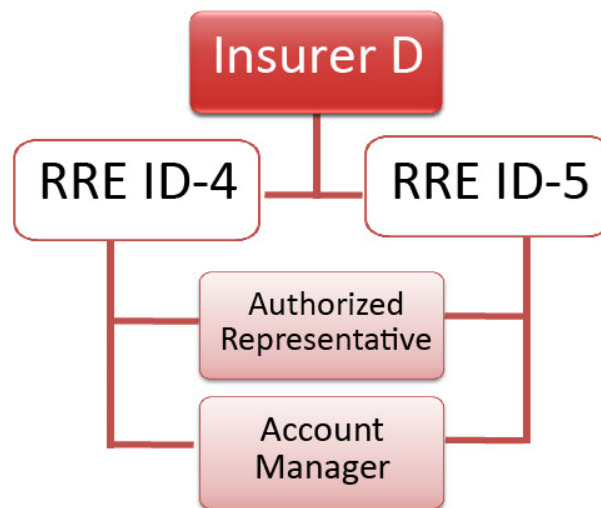 Insurer D
RRE ID-4
RRE ID-5
Authorized
Representative
Account
Manager